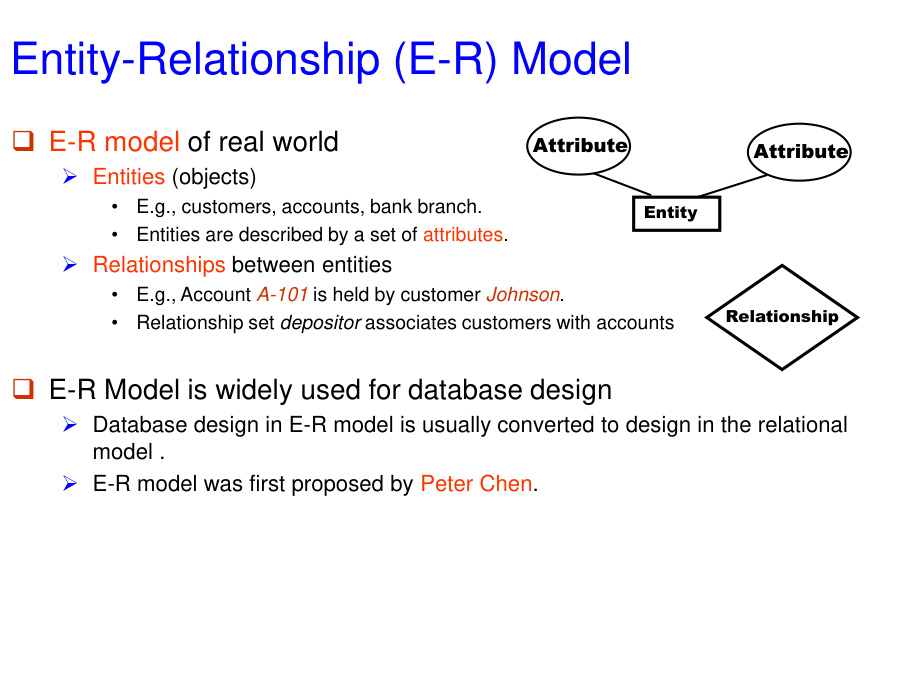 Entity-Relationship (E-R) Model
❑ E-R model of real world
➢ Entities (objects)
• E.g., customers, accounts, bank branch.
• Entities are described by a set of attributes.
➢ Relationships between entities
• E.g., Account A-101 is held by customer Johnson.
• Relationship set depositor associates customers with accounts
Attribute
Attribute
Entity
Relationship
❑ E-R Model is widely used for database design
➢ Database design in E-R model is usually converted to design in the relational
model .
➢ E-R model was first proposed by Peter Chen.